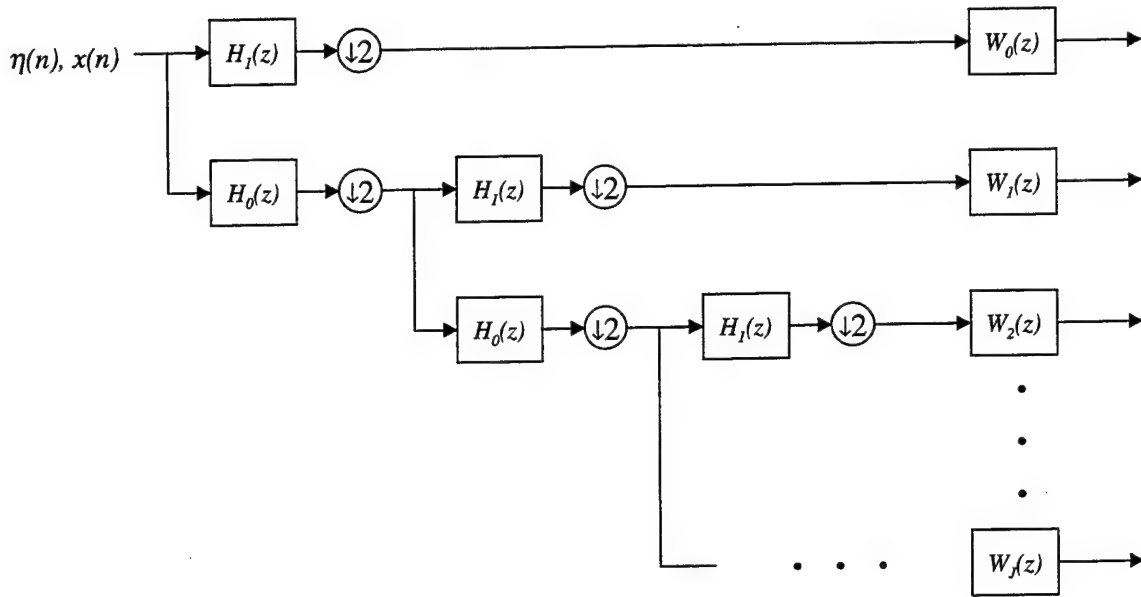 η(n), x(n) H₁(z) ↓2 W₀(z)
H₀(z) ↓2 H₁(z) ↓2 W₁(z)
H₀(z) ↓2 H₁(z) ↓2 W₂(z)
W_J(z)